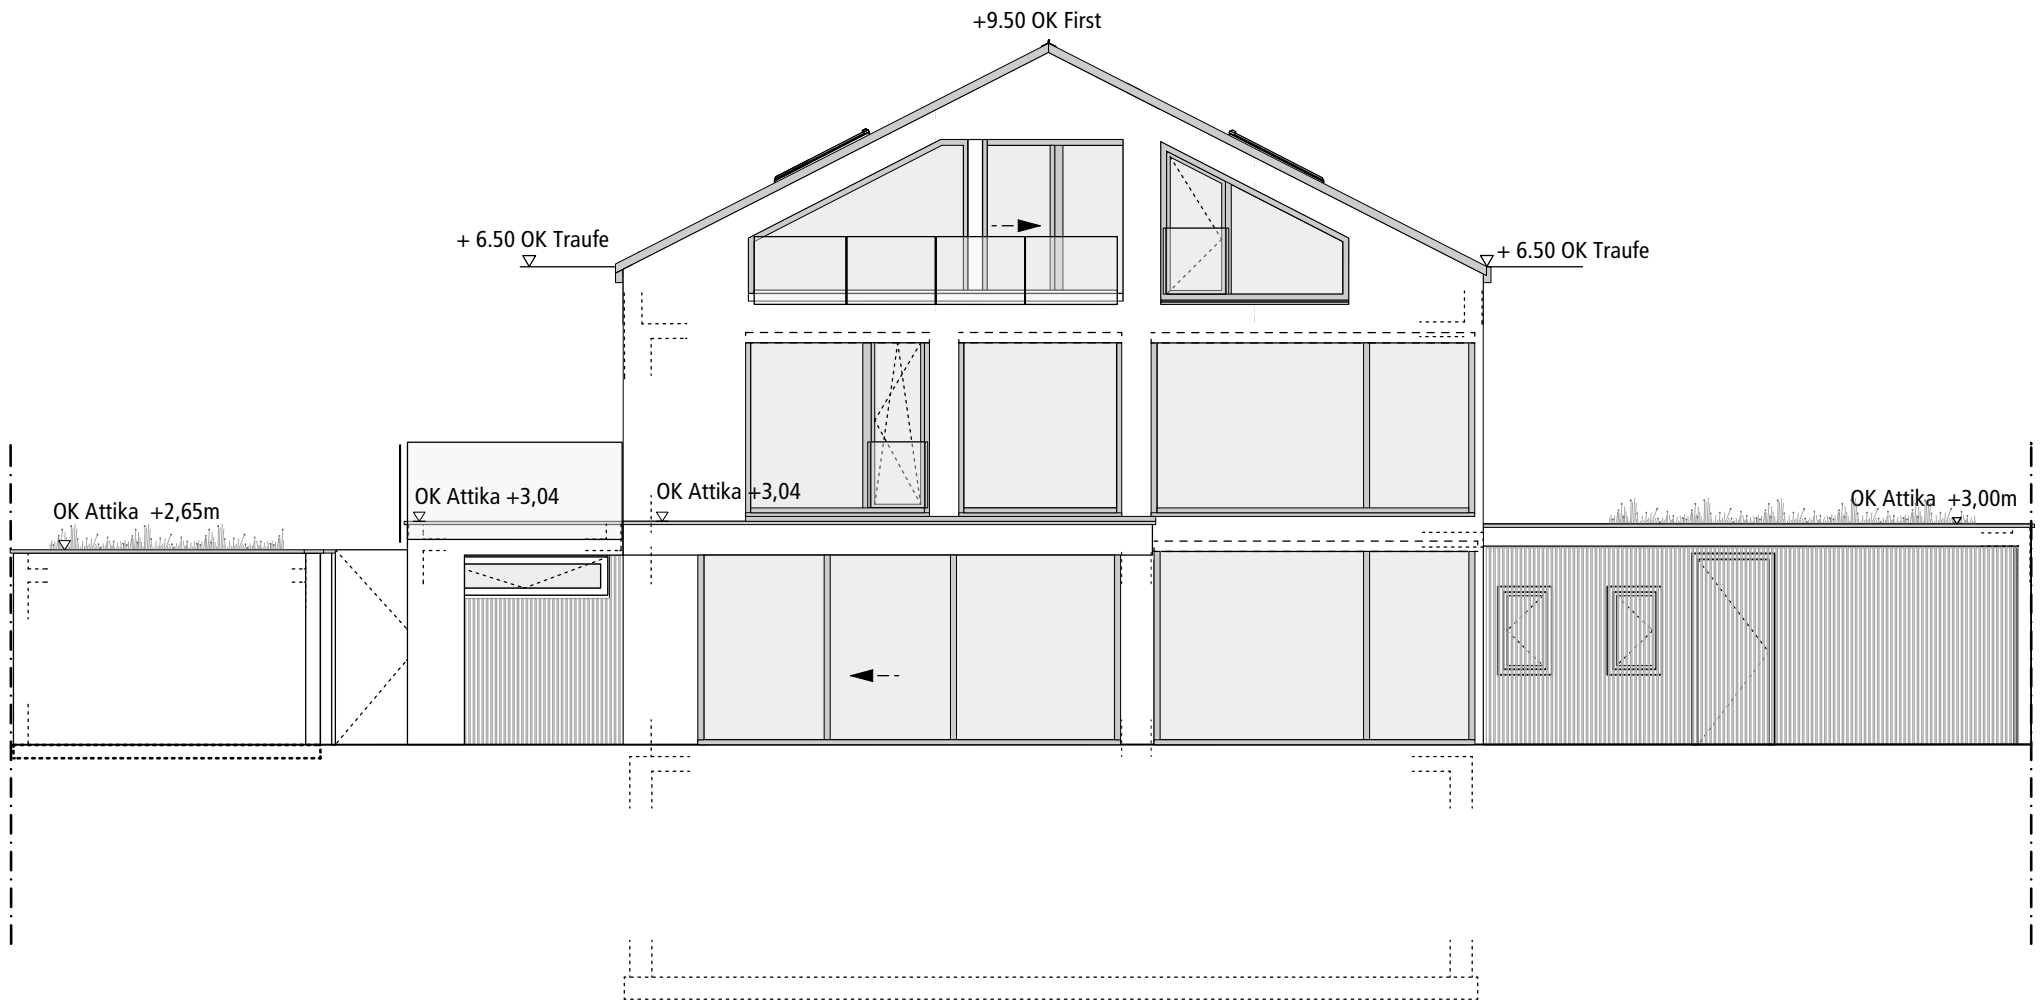 +9.50 OK First
+ 6.50 OK Traufe
+ 6.50 OK Traufe
OK Attika +3,04
OK Attika +3,04
OK Attika  +2,65m
OK Attika  +3,00m